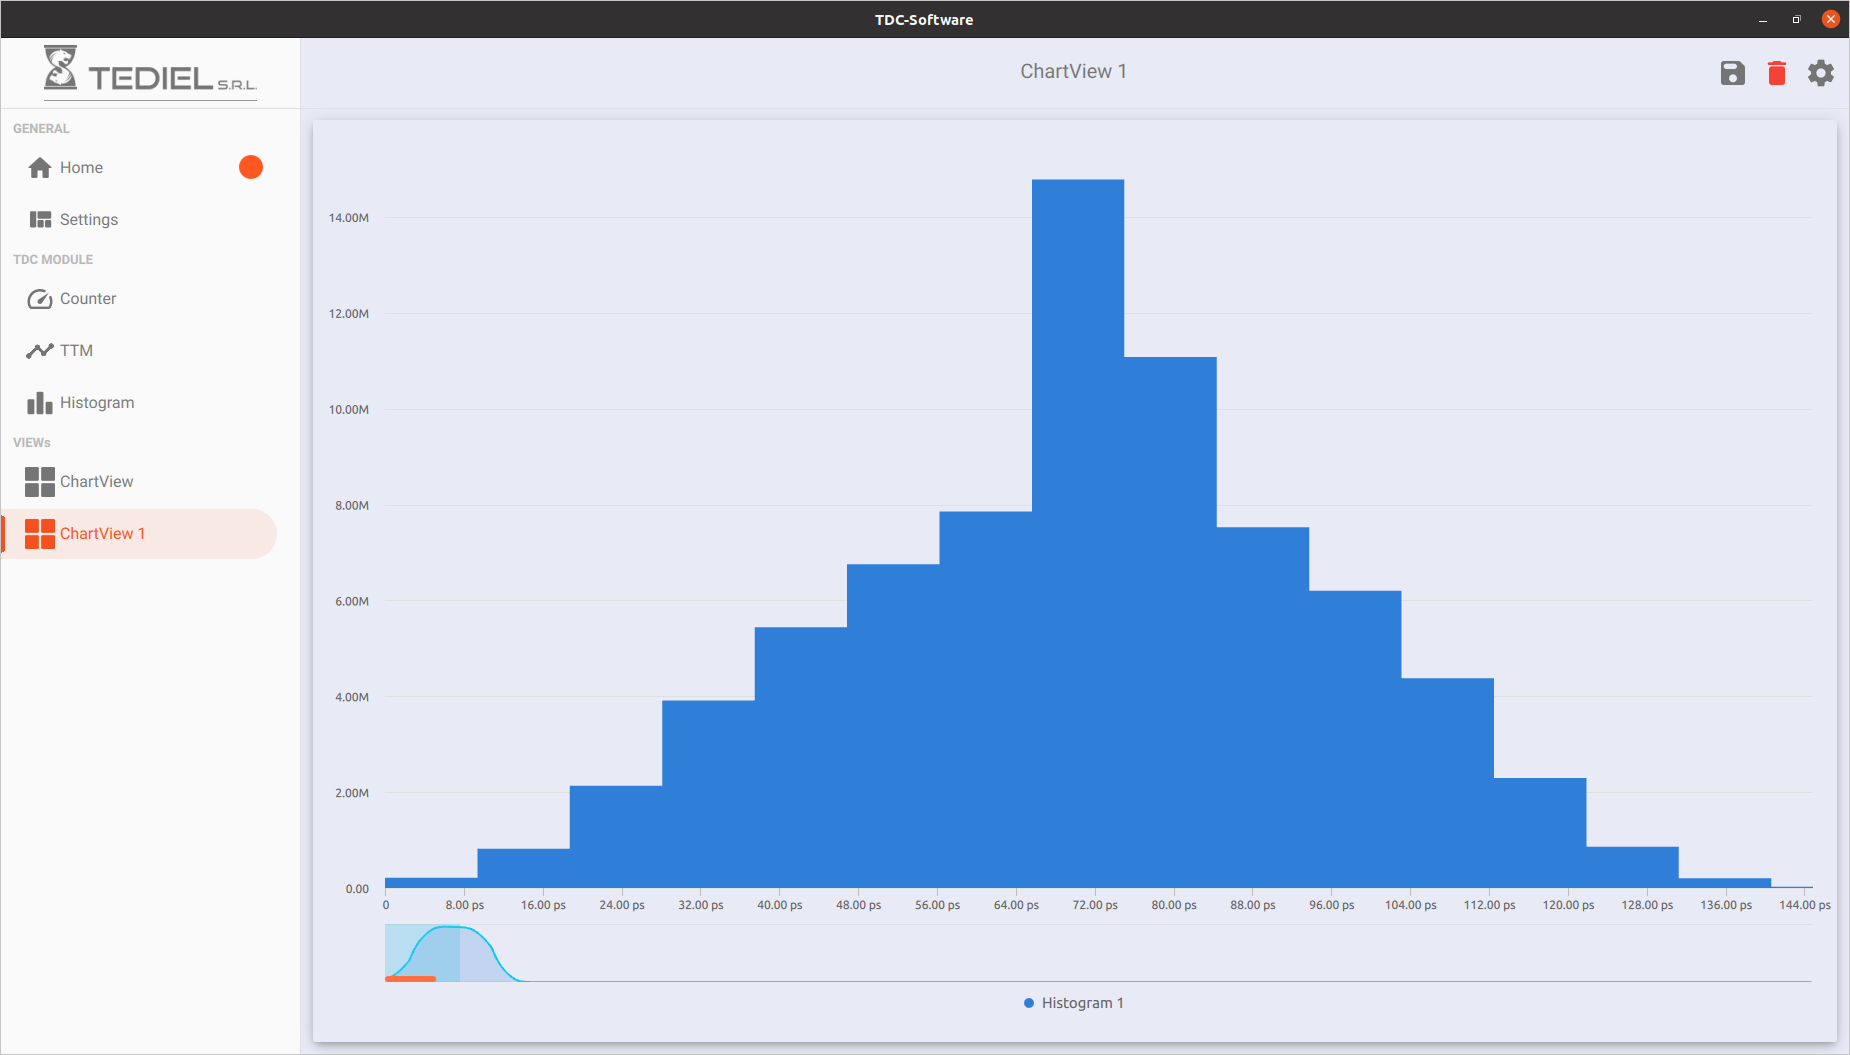 TDC-Software
TEDIEL S.R.L.
ChartView 1
GENERAL
Home
Settings
TDC MODULE
Counter
TTM
Histogram
VIEWs
ChartView
ChartView 1
14.00M
12.00M
10.00M
8.00M
6.00M
4.00M
2.00M
0.00
0 8.00 ps 16.00 ps 24.00 ps 32.00 ps 40.00 ps 48.00 ps 56.00 ps 64.00 ps 72.00 ps 80.00 ps 88.00 ps 96.00 ps 104.00 ps 112.00 ps 120.00 ps 128.00 ps 136.00 ps 144.00 ps
Histogram 1